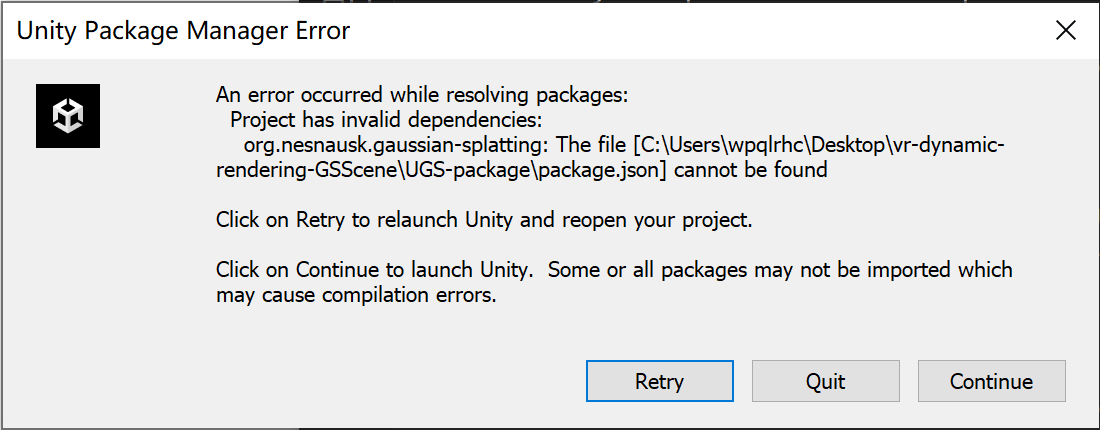 Unity Package Manager Error
An error occurred while resolving packages:
Project has invalid dependencies:
org.nesnausk.gaussian-splatting: The file [C:\Users\wpqlrhc\Desktop\vr-dynamic-
rendering-GSScene\UGS-package\package.json] cannot be found
Click on Retry to relaunch Unity and reopen your project.
Click on Continue to launch Unity.  Some or all packages may not be imported which
may cause compilation errors.
Retry
Quit
Continue